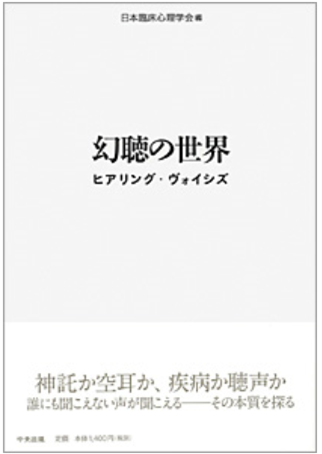 日本臨床心理学会 編
幻聴の世界
ヒアリング・ヴォイシズ
神託か空耳か、疾病か聴声か
誰にも聞こえない声が聞こえる――その本質を探る
中央法規 定価 本体1,400円(税別)